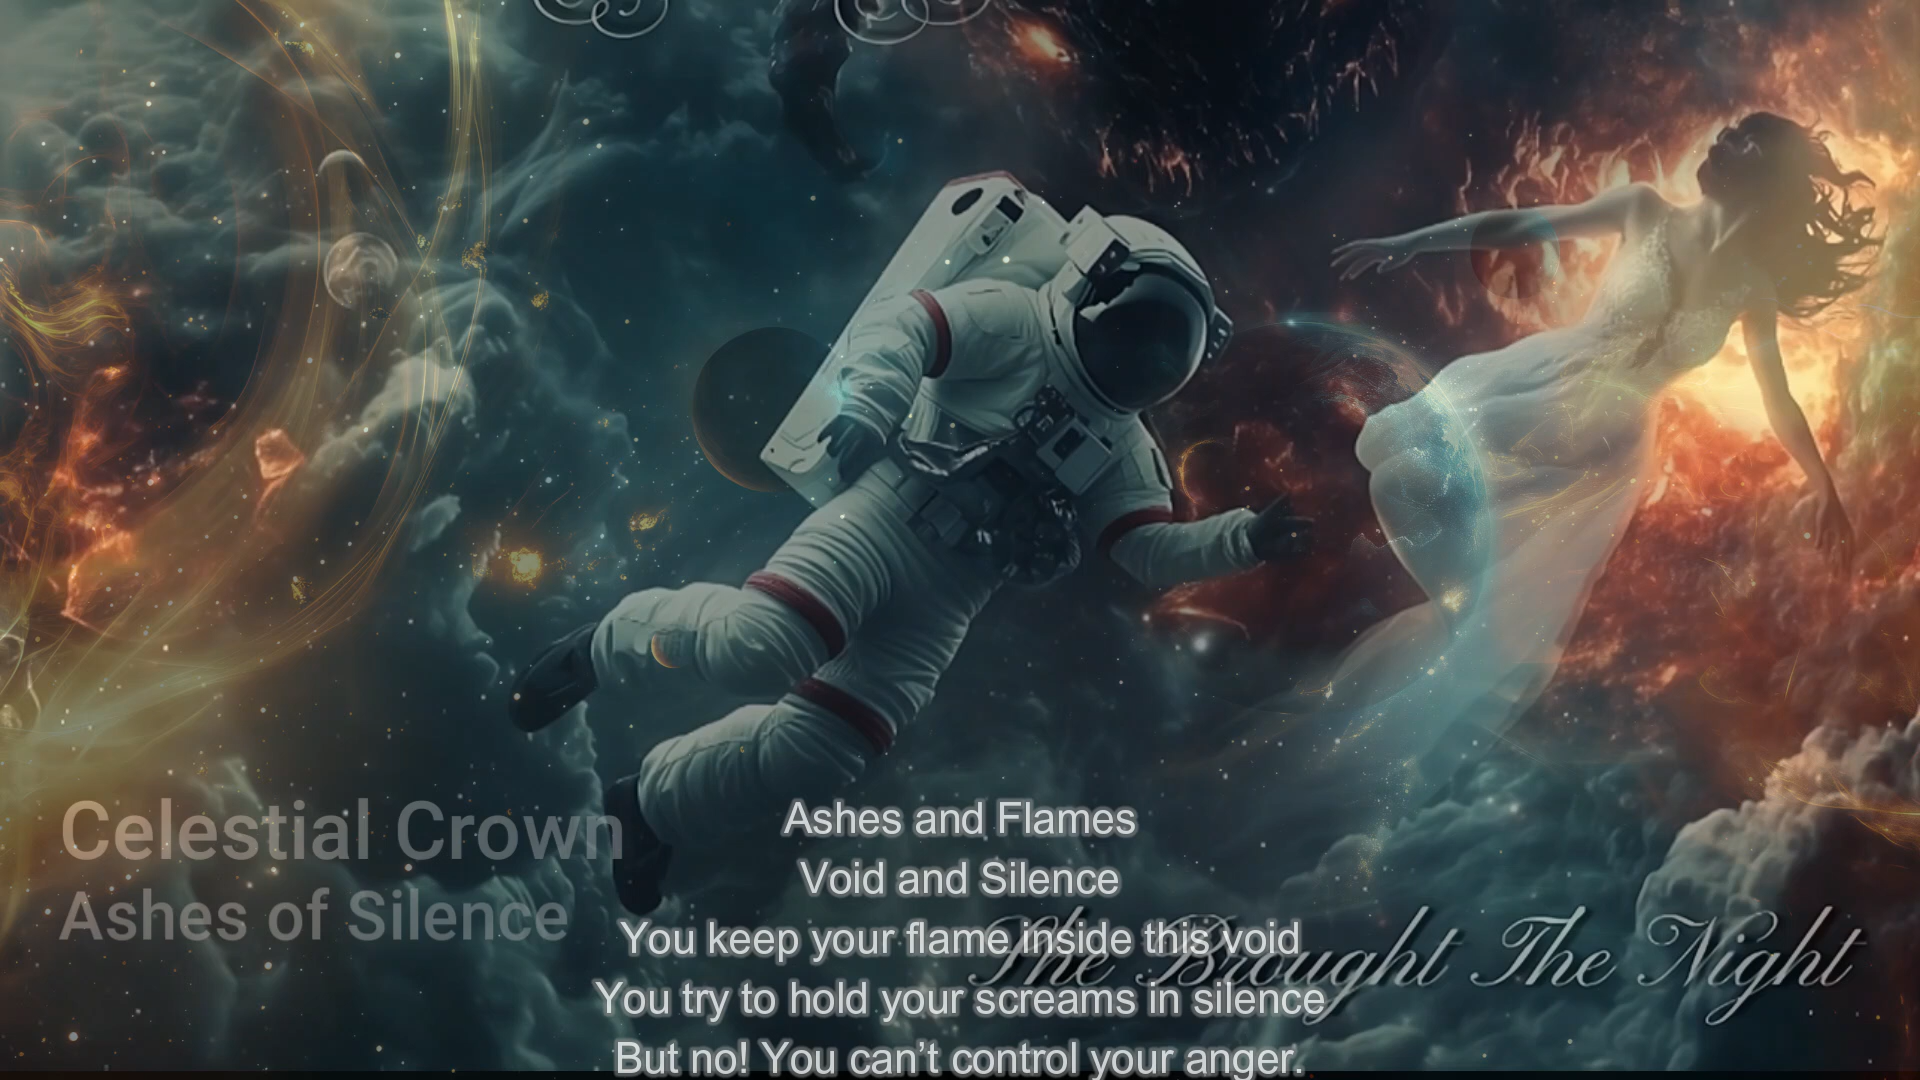 Celestial Crown
Ashes of Silence
Ashes and Flames
Void and Silence
You keep your flame inside this void
You try to hold your screams in silence
But no! You can’t control your anger.
She Brought The Night